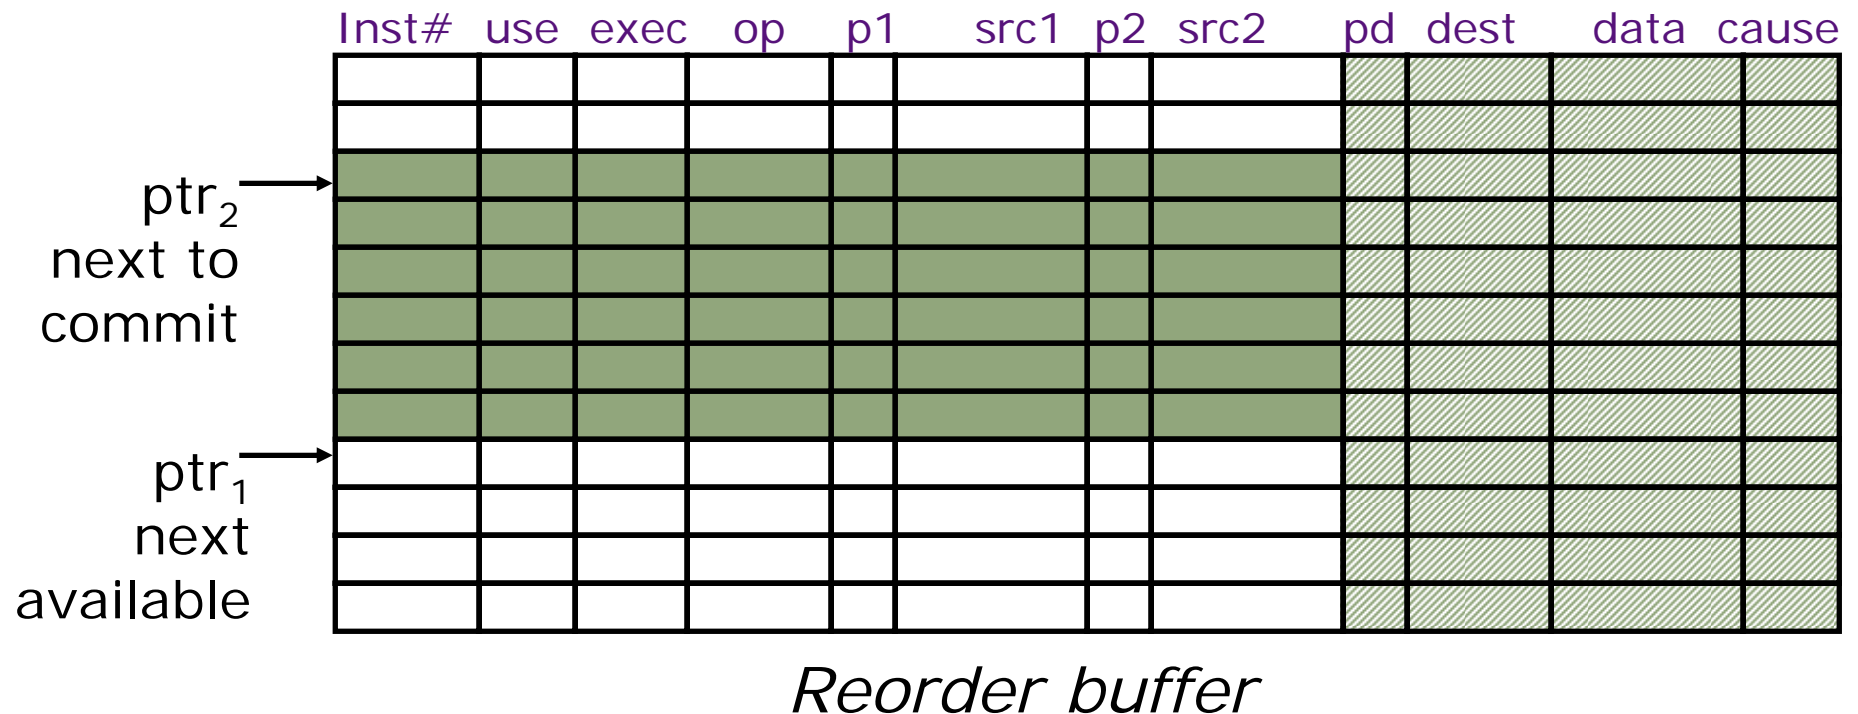 Inst# use exec op p1 src1 p2 src2 pd dest data cause
ptr₂
next to
commit
ptr₁
next
available
Reorder buffer